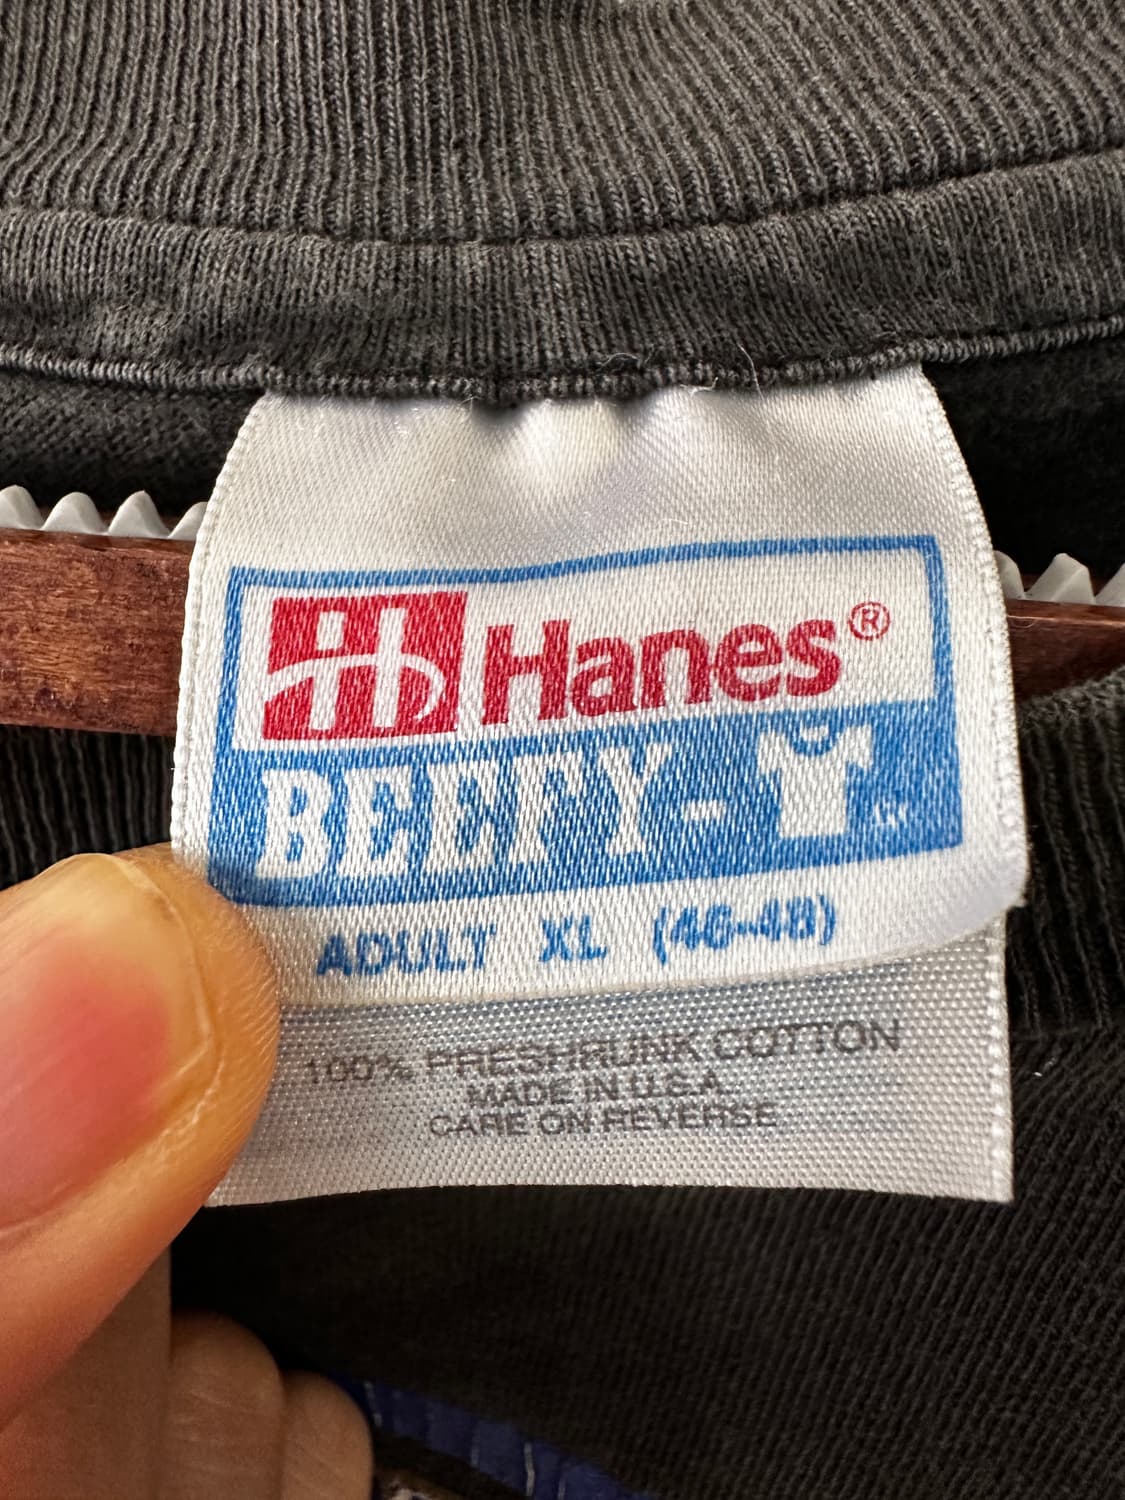 Hanes®
BEEFY-
ADULT XL (46-48)
100% PRESHRUNK COTTON
MADE IN U.S.A
CARE ON REVERSE